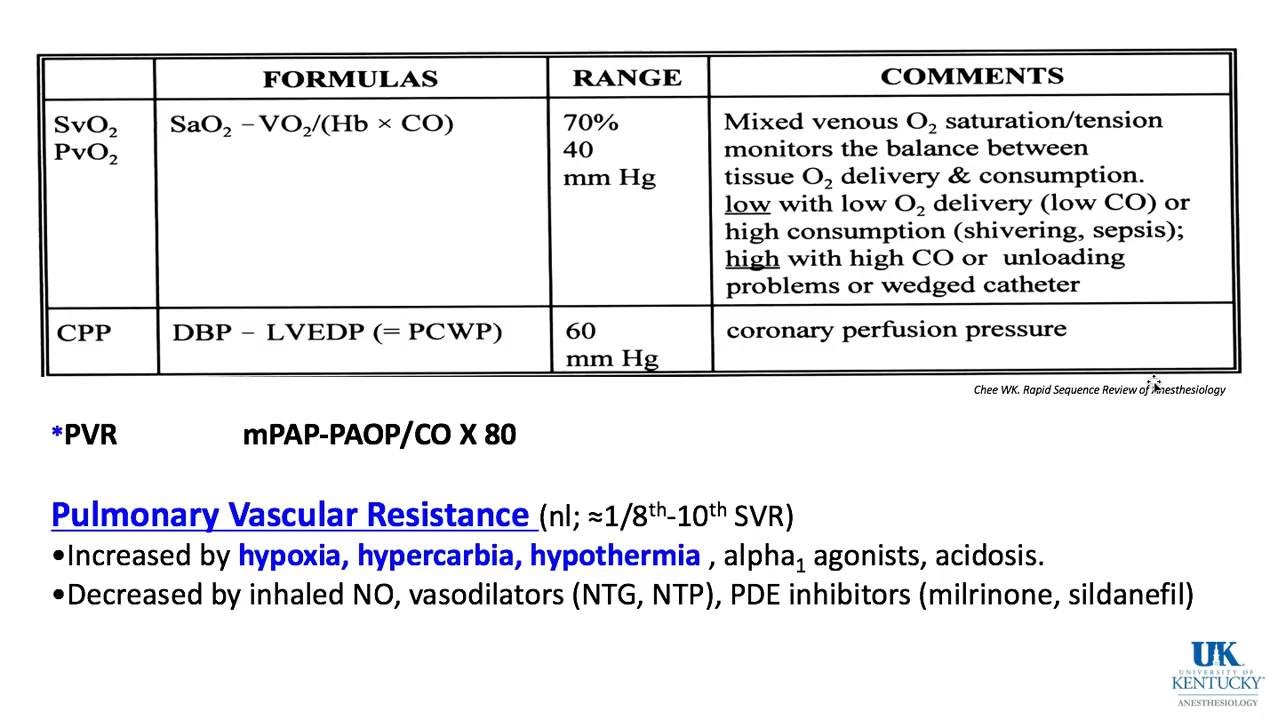 FORMULAS RANGE COMMENTS
SvO₂ SaO₂ – VO₂/(Hb × CO) 70% Mixed venous O₂ saturation/tension
PvO₂ 40 monitors the balance between
mm Hg tissue O₂ delivery & consumption.
low with low O₂ delivery (low CO) or
high consumption (shivering, sepsis);
high with high CO or unloading
problems or wedged catheter
CPP DBP – LVEDP (= PCWP) 60 coronary perfusion pressure
mm Hg
Chee WK. Rapid Sequence Review of Anesthesiology
*PVR mPAP-PAOP/CO X 80
Pulmonary Vascular Resistance (nl; ≈1/8th-10th SVR)
•Increased by hypoxia, hypercarbia, hypothermia , alpha₁ agonists, acidosis.
•Decreased by inhaled NO, vasodilators (NTG, NTP), PDE inhibitors (milrinone, sildanefil)
UK
UNIVERSITY OF
KENTUCKY
ANESTHESIOLOGY